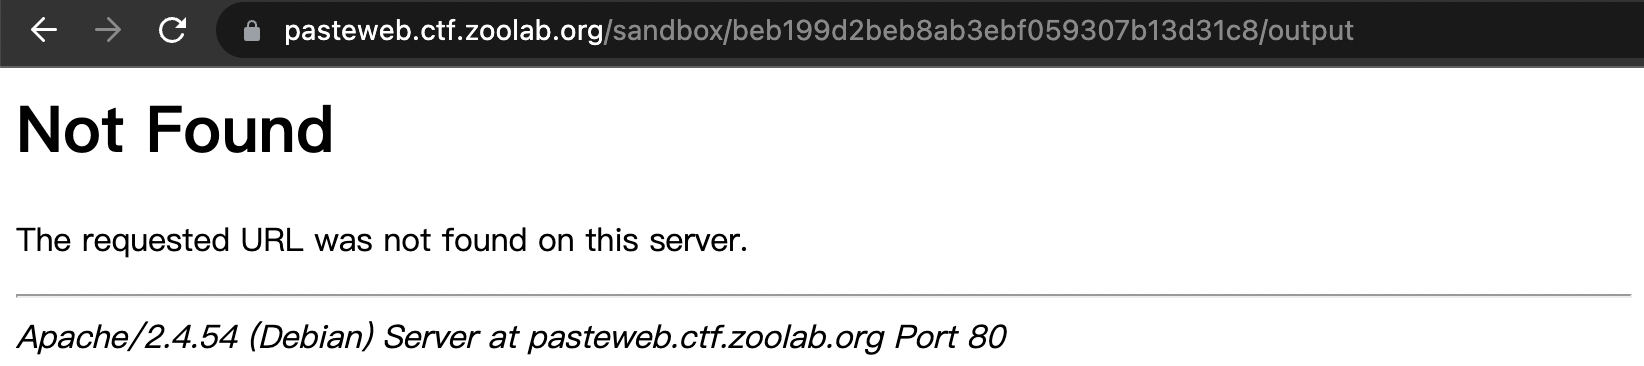 pasteweb.ctf.zoolab.org/sandbox/beb199d2beb8ab3ebf059307b13d31c8/output
Not Found
The requested URL was not found on this server.
Apache/2.4.54 (Debian) Server at pasteweb.ctf.zoolab.org Port 80